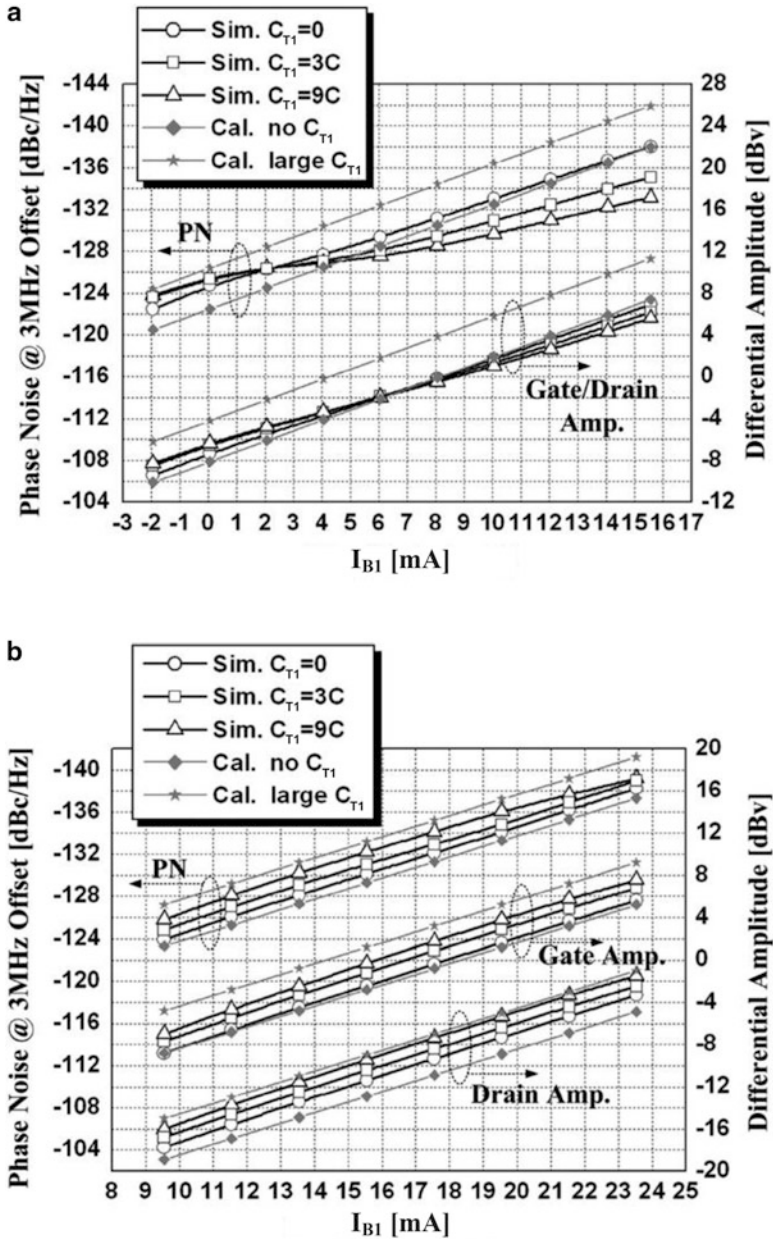 a
Sim. C_T1=0
Sim. C_T1=3C
Sim. C_T1=9C
Cal. no C_T1
Cal. large C_T1
Phase Noise @ 3MHz Offset [dBc/Hz]
-144
-140
-136
-132
-128
-124
-120
-116
-112
-108
-104
28
24
20
16
12
8
4
0
-4
-8
-12
Differential Amplitude [dBv]
PN
Gate/Drain
Amp.
-3 -2 -1 0 1 2 3 4 5 6 7 8 9 10 11 12 13 14 15 16 17
I_B1 [mA]
b
Sim. C_T1=0
Sim. C_T1=3C
Sim. C_T1=9C
Cal. no C_T1
Cal. large C_T1
Phase Noise @ 3MHz Offset [dBc/Hz]
-140
-136
-132
-128
-124
-120
-116
-112
-108
-104
20
16
12
8
4
0
-4
-8
-12
-16
-20
Differential Amplitude [dBv]
PN
Gate Amp.
Drain Amp.
8 9 10 11 12 13 14 15 16 17 18 19 20 21 22 23 24 25
I_B1 [mA]